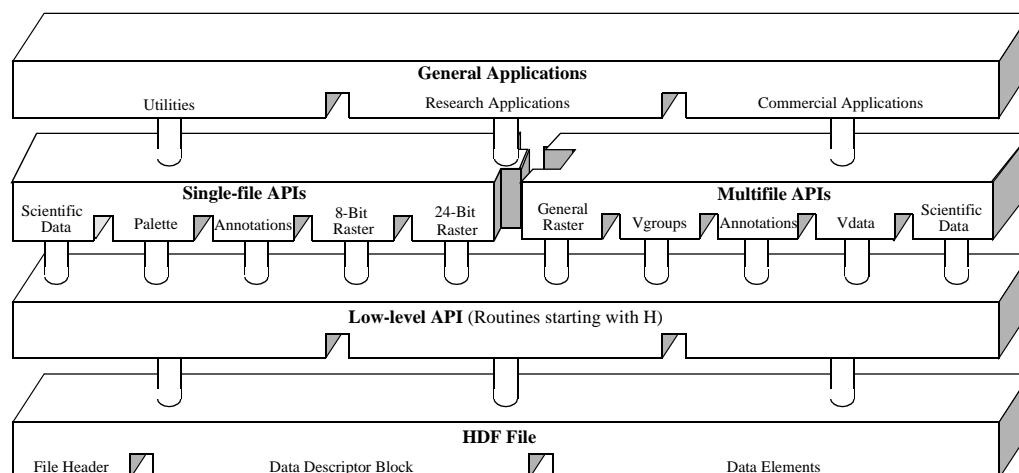 General Applications
Utilities
Research Applications
Commercial Applications
Single-file APIs
Scientific
Data
Palette
Annotations
8-Bit
Raster
24-Bit
Raster
Multifile APIs
General
Raster
Vgroups
Annotations
Vdata
Scientific
Data
Low-level API (Routines starting with H)
HDF File
File Header
Data Descriptor Block
Data Elements